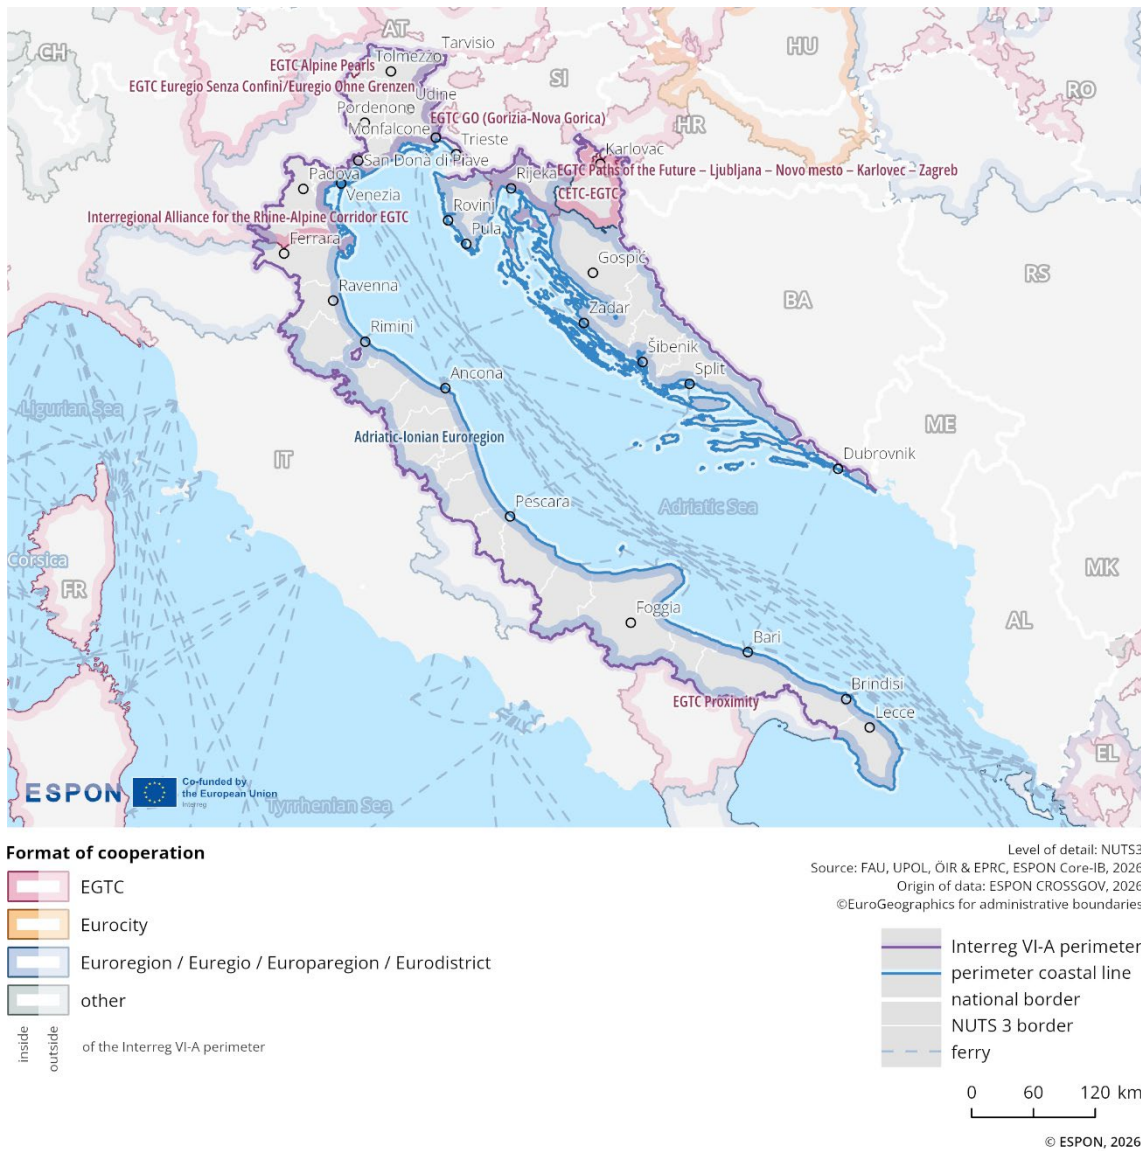 CH
AT
HU
Tarvisio
Tolmezzo
EGTC Alpine Pearls
SI
RO
EGTC Euregio Senza Confini/Euregio Ohne Grenzen
Udine
Pordenone
EGTC GO (Gorizia-Nova Gorica)
HR
Monfalcone
Trieste
Karlovac
San Donà di Piave
EGTC Paths of the Future – Ljubljana – Novo mesto – Karlovec – Zagreb
Padova
Rijeka
Venezia
CETC-EGTC
Rovinj
Interregional Alliance for the Rhine-Alpine Corridor EGTC
Pula
Ferrara
Gospić
RS
Ravenna
BA
Zadar
Rimini
Šibenik
Ancona
Split
Ligurian Sea
ME
Adriatic-Ionian Euroregion
Dubrovnik
IT
Pescara
Adriatic Sea
Corsica
MK
FR
Foggia
AL
Bari
Brindisi
EGTC Proximity
Lecce
EL
ESPON
Co-funded by
the European Union
Interreg
Tyrrhenian Sea
Format of cooperation
EGTC
Eurocity
Euroregion / Euregio / Europaregion / Eurodistrict
other
inside
outside
of the Interreg VI-A perimeter
Level of detail: NUTS3
Source: FAU, UPOL, ÖIR & EPRC, ESPON Core-IB, 2026
Origin of data: ESPON CROSSGOV, 2026
©EuroGeographics for administrative boundaries
Interreg VI-A perimeter
perimeter coastal line
national border
NUTS 3 border
ferry
0 60 120 km
© ESPON, 2026